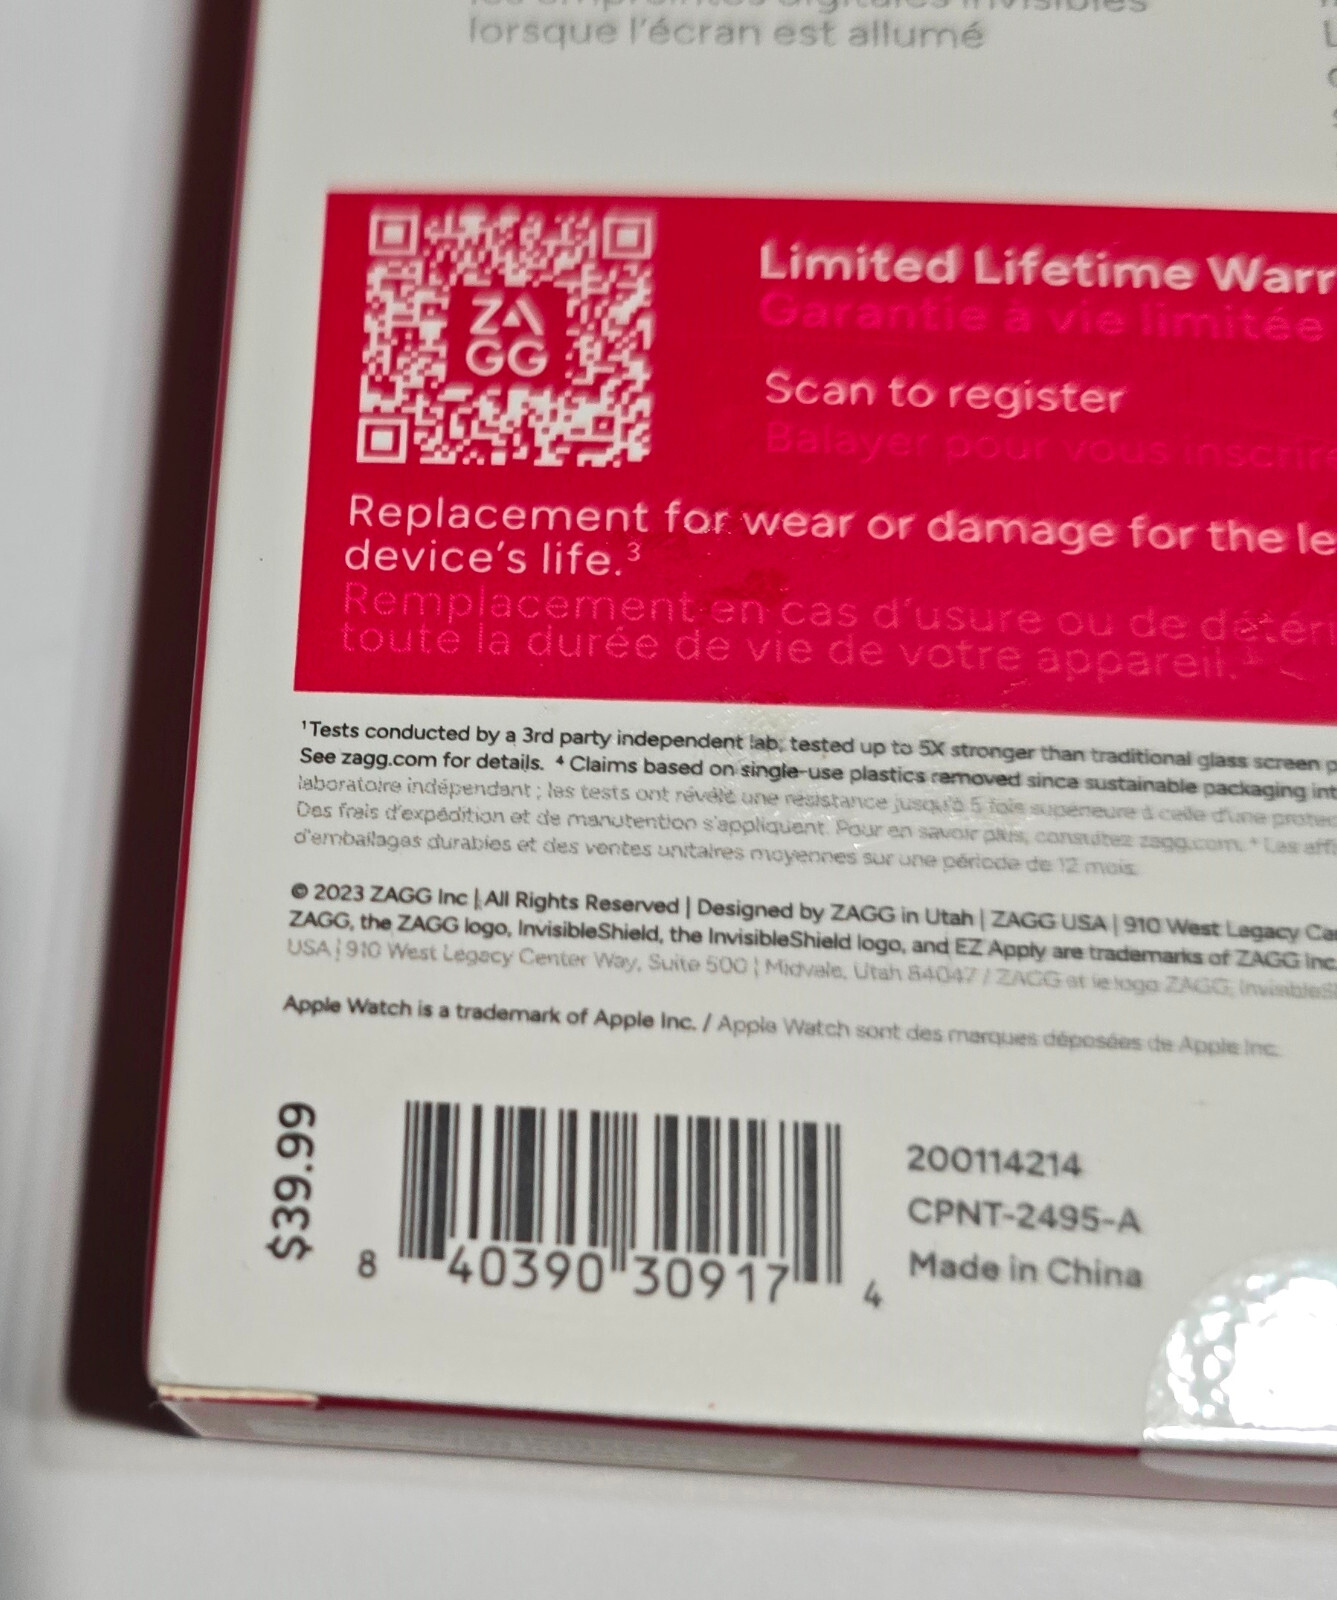 lorsque l'écran est allumé
ZA
GG
Limited Lifetime Warr
Garantie à vie limitée
Scan to register
Balayer pour vous inscrire
Replacement for wear or damage for the le
device's life.³
Remplacement en cas d'usure ou de détéri
toute la durée de vie de votre appareil.
¹Tests conducted by a 3rd party independent lab; tested up to 5X stronger than traditional glass screen p
See zagg.com for details. ⁴ Claims based on single-use plastics removed since sustainable packaging int
laboratoire indépendant ; les tests ont révélé une résistance jusqu'à 5 fois supérieure à celle d'une protec
Des frais d'expédition et de manutention s'appliquent. Pour en savoir plus, consultez zagg.com. ⁴ Les affi
d'emballages durables et des ventes unitaires moyennes sur une période de 12 mois.
© 2023 ZAGG Inc | All Rights Reserved | Designed by ZAGG in Utah | ZAGG USA | 910 West Legacy Ce
ZAGG, the ZAGG logo, InvisibleShield, the InvisibleShield logo, and EZ Apply are trademarks of ZAGG Inc.
USA | 910 West Legacy Center Way, Suite 500 | Midvale, Utah 84047 / ZAGG et le logo ZAGG, InvisibleS
Apple Watch is a trademark of Apple Inc. / Apple Watch sont des marques déposées de Apple Inc.
$39.99
8 40390 30917 4
200114214
CPNT-2495-A
Made in China